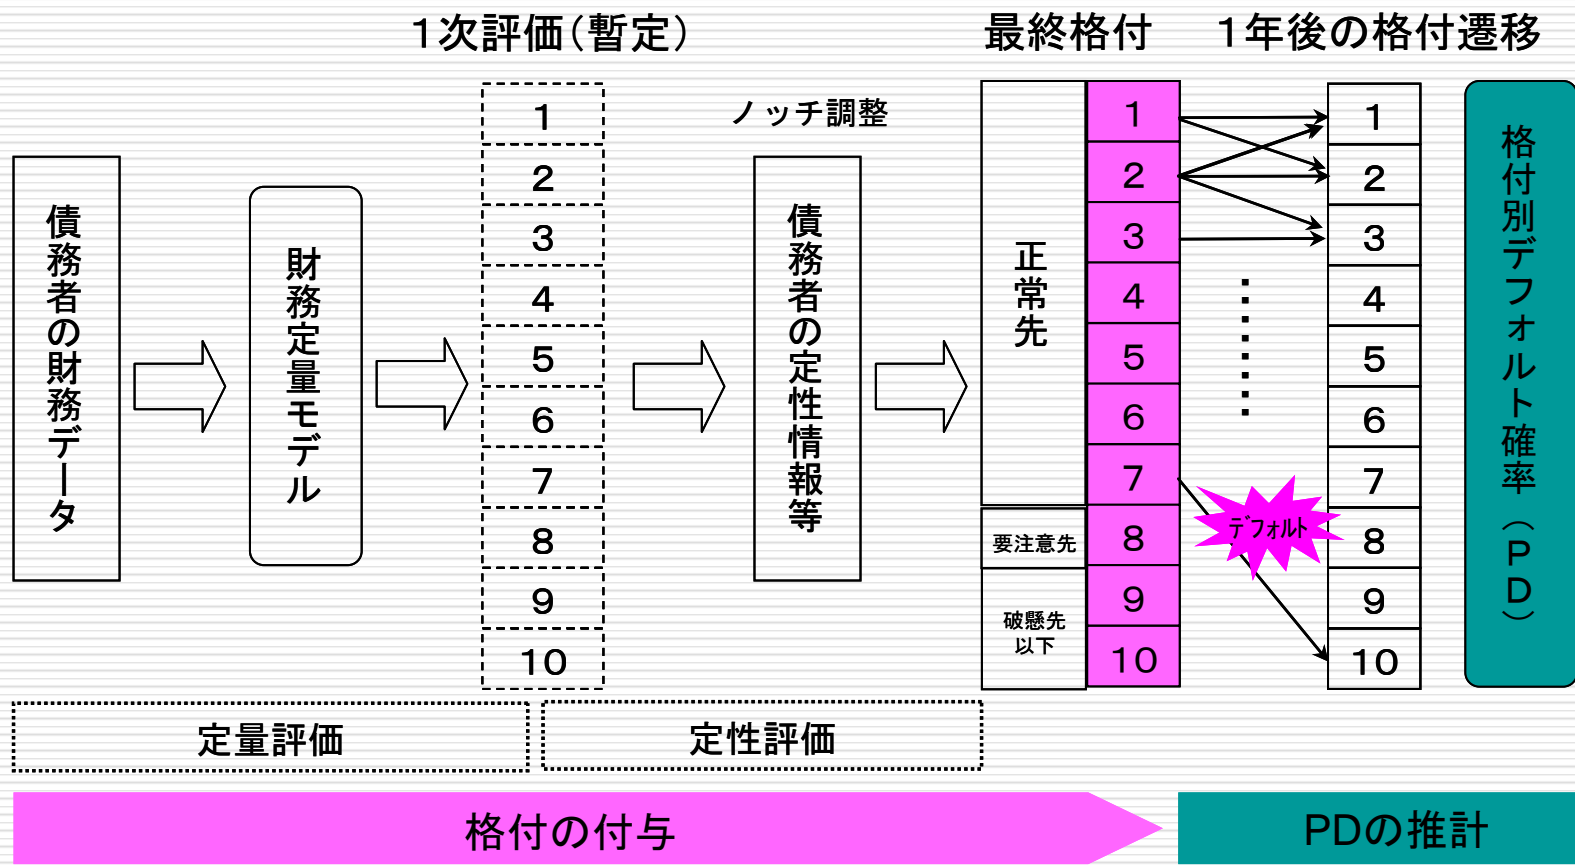 1次評価(暫定)
最終格付
1年後の格付遷移
債務者の財務データ
財務定量モデル
1
2
3
4
5
6
7
8
9
10
ノッチ調整
債務者の定性情報等
正常先
要注意先
破懸先
以下
1
2
3
4
5
6
7
8
9
10
デフォルト
1
2
3
4
5
6
7
8
9
10
格付別デフォルト確率(PD)
定量評価
定性評価
格付の付与
PDの推計